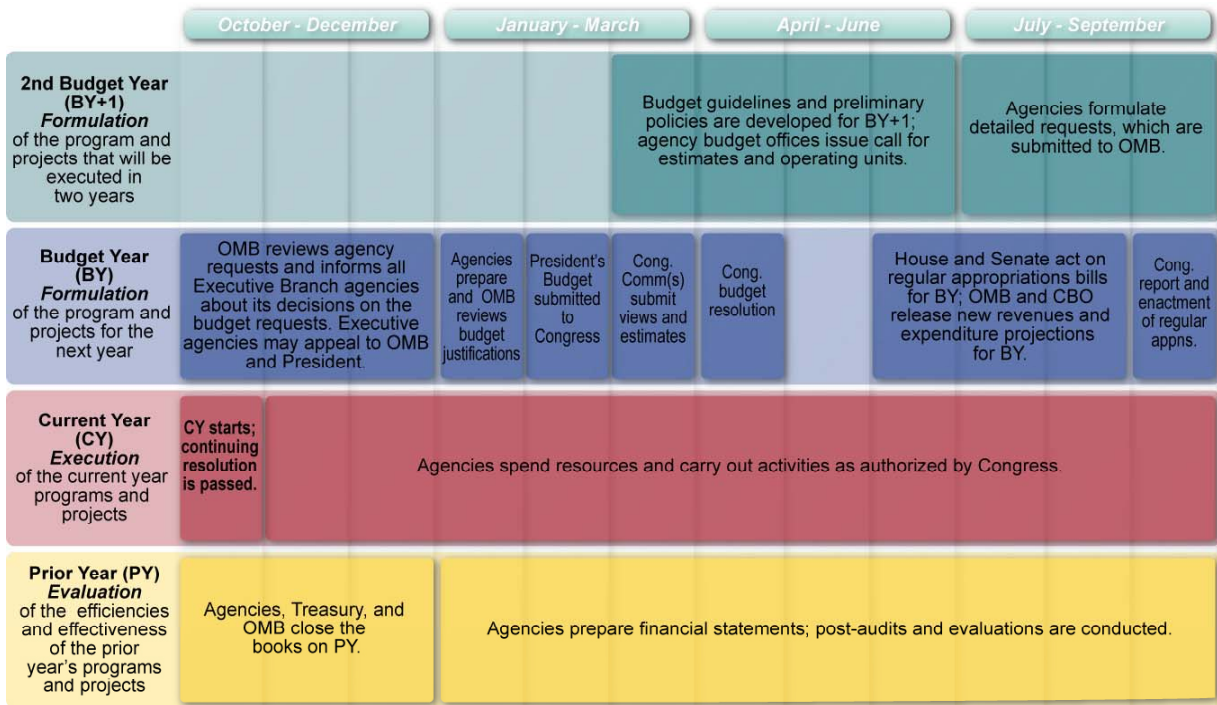 October - December
January - March
April - June
July - September
2nd Budget Year
(BY+1)
Formulation
of the program and
projects that will be
executed in
two years
Budget guidelines and preliminary
policies are developed for BY+1;
agency budget offices issue call for
estimates and operating units.
Agencies formulate
detailed requests, which are
submitted to OMB.
Budget Year
(BY)
Formulation
of the program and
projects for the
next year
OMB reviews agency
requests and informs all
Executive Branch agencies
about its decisions on the
budget requests. Executive
agencies may appeal to OMB
and President.
Agencies
prepare
and OMB
reviews
budget
justifications
President's
Budget
submitted
to
Congress
Cong.
Comm(s)
submit
views and
estimates
Cong.
budget
resolution
House and Senate act on
regular appropriations bills
for BY; OMB and CBO
release new revenues and
expenditure projections
for BY.
Cong.
report and
enactment
of regular
appns.
Current Year
(CY)
Execution
of the current year
programs and
projects
CY starts;
continuing
resolution
is passed.
Agencies spend resources and carry out activities as authorized by Congress.
Prior Year (PY)
Evaluation
of the efficiencies
and effectiveness
of the prior
year's programs
and projects
Agencies, Treasury, and
OMB close the
books on PY.
Agencies prepare financial statements; post-audits and evaluations are conducted.